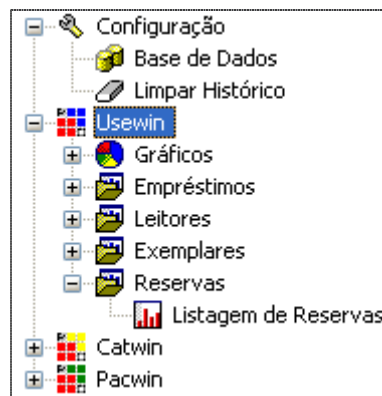 Configuração
Base de Dados
Limpar Histórico
Usewin
Gráficos
Empréstimos
Leitores
Exemplares
Reservas
Listagem de Reservas
Catwin
Pacwin